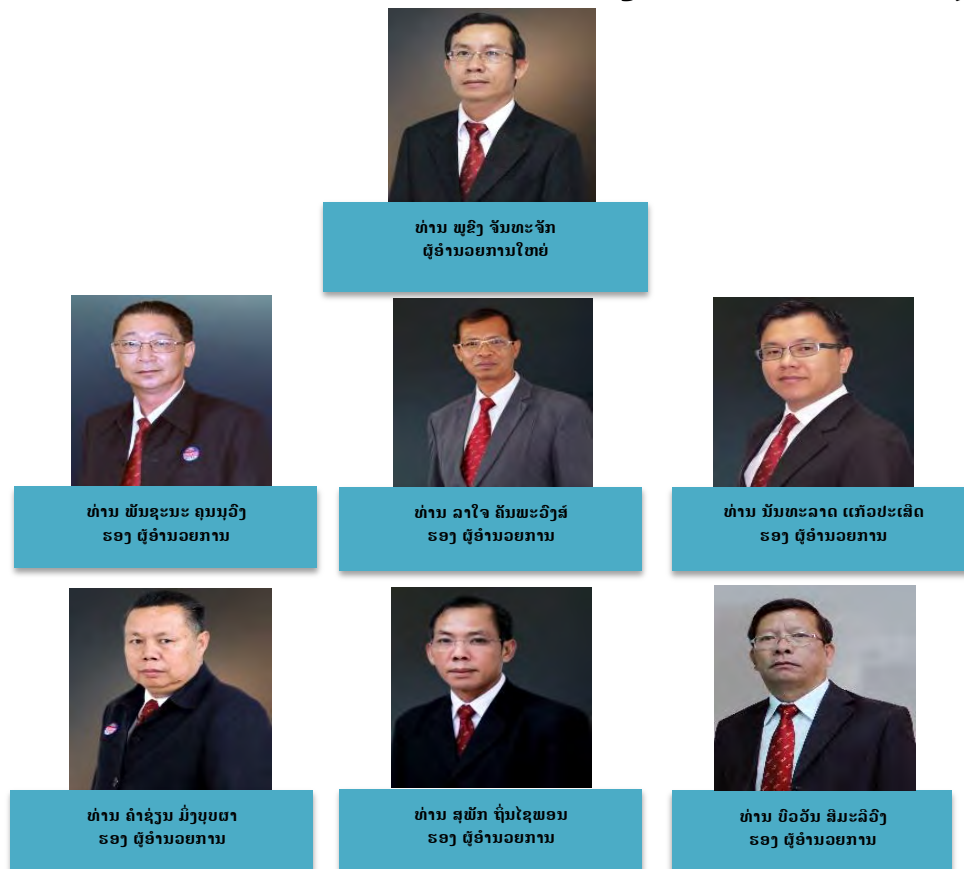 ທ່ານ ພູຂົງ ຈັນທະຈັກ
ຜູ້ອຳນວຍການໃຫຍ່
ທ່ານ ພັນຊະນະ ຄຸນນຸວົງ
ຮອງ ຜູ້ອຳນວຍການ
ທ່ານ ລາໃຈ ຄັນພະວົງສ໌
ຮອງ ຜູ້ອຳນວຍການ
ທ່ານ ນັນທະລາດ ແກ້ວປະເສີດ
ຮອງ ຜູ້ອຳນວຍການ
ທ່ານ ຄຳຊ່ຽນ ມິ່ງບຸບຜາ
ຮອງ ຜູ້ອຳນວຍການ
ທ່ານ ສຸພັກ ຖິ່ນໄຊພອນ
ຮອງ ຜູ້ອຳນວຍການ
ທ່ານ ບົວວັນ ສີມະລີວົງ
ຮອງ ຜູ້ອຳນວຍການ